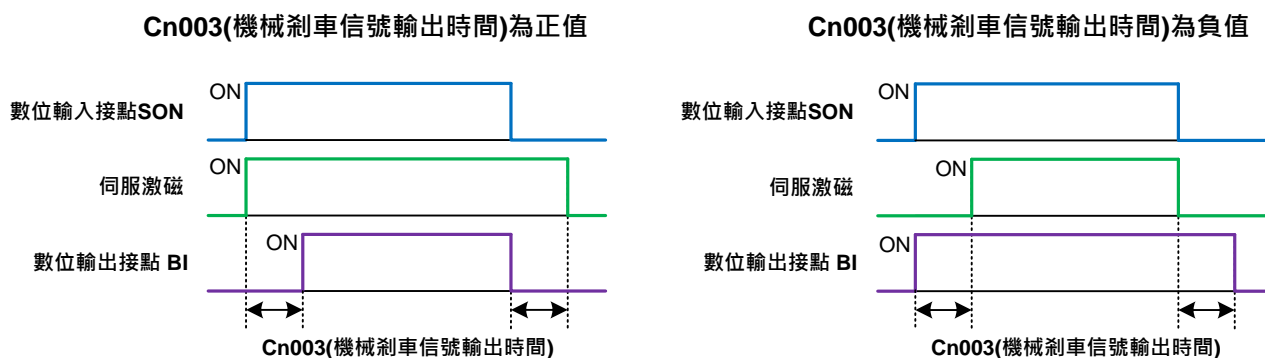 Cn003(機械剎車信號輸出時間)為正值
ON
數位輸入接點SON
ON
伺服激磁
ON
數位輸出接點 BI
Cn003(機械剎車信號輸出時間)
Cn003(機械剎車信號輸出時間)為負值
ON
數位輸入接點SON
ON
伺服激磁
ON
數位輸出接點 BI
Cn003(機械剎車信號輸出時間)